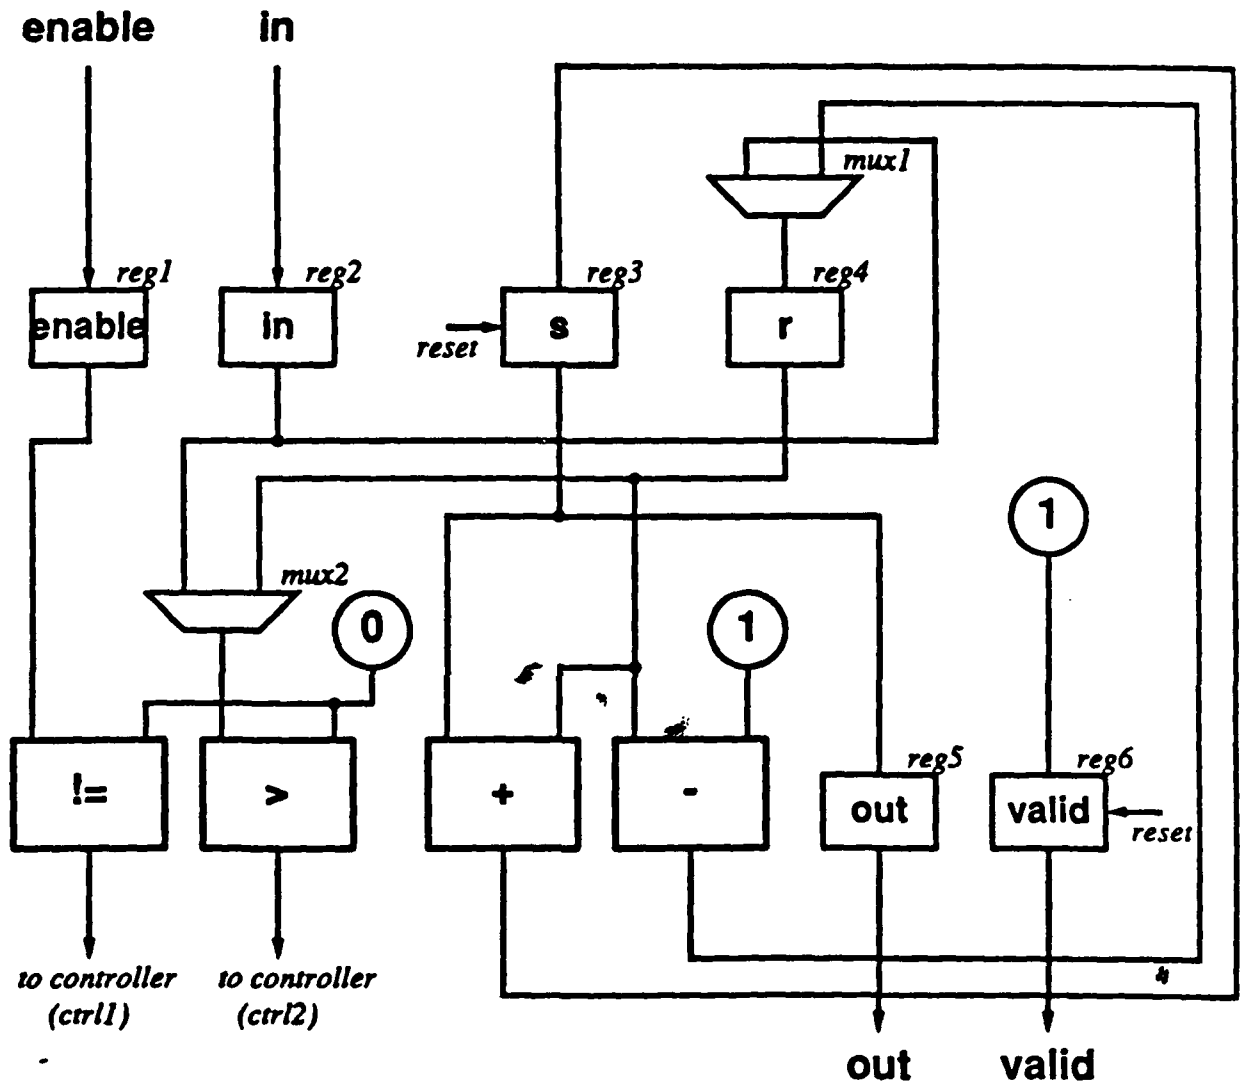 enable in
mux1
reg1 reg2 reg3 reg4
enable in s r
reset
1
mux2
0 1
reg5 reg6
!= > + - out valid
reset
to controller to controller
(ctrl1) (ctrl2)
out valid